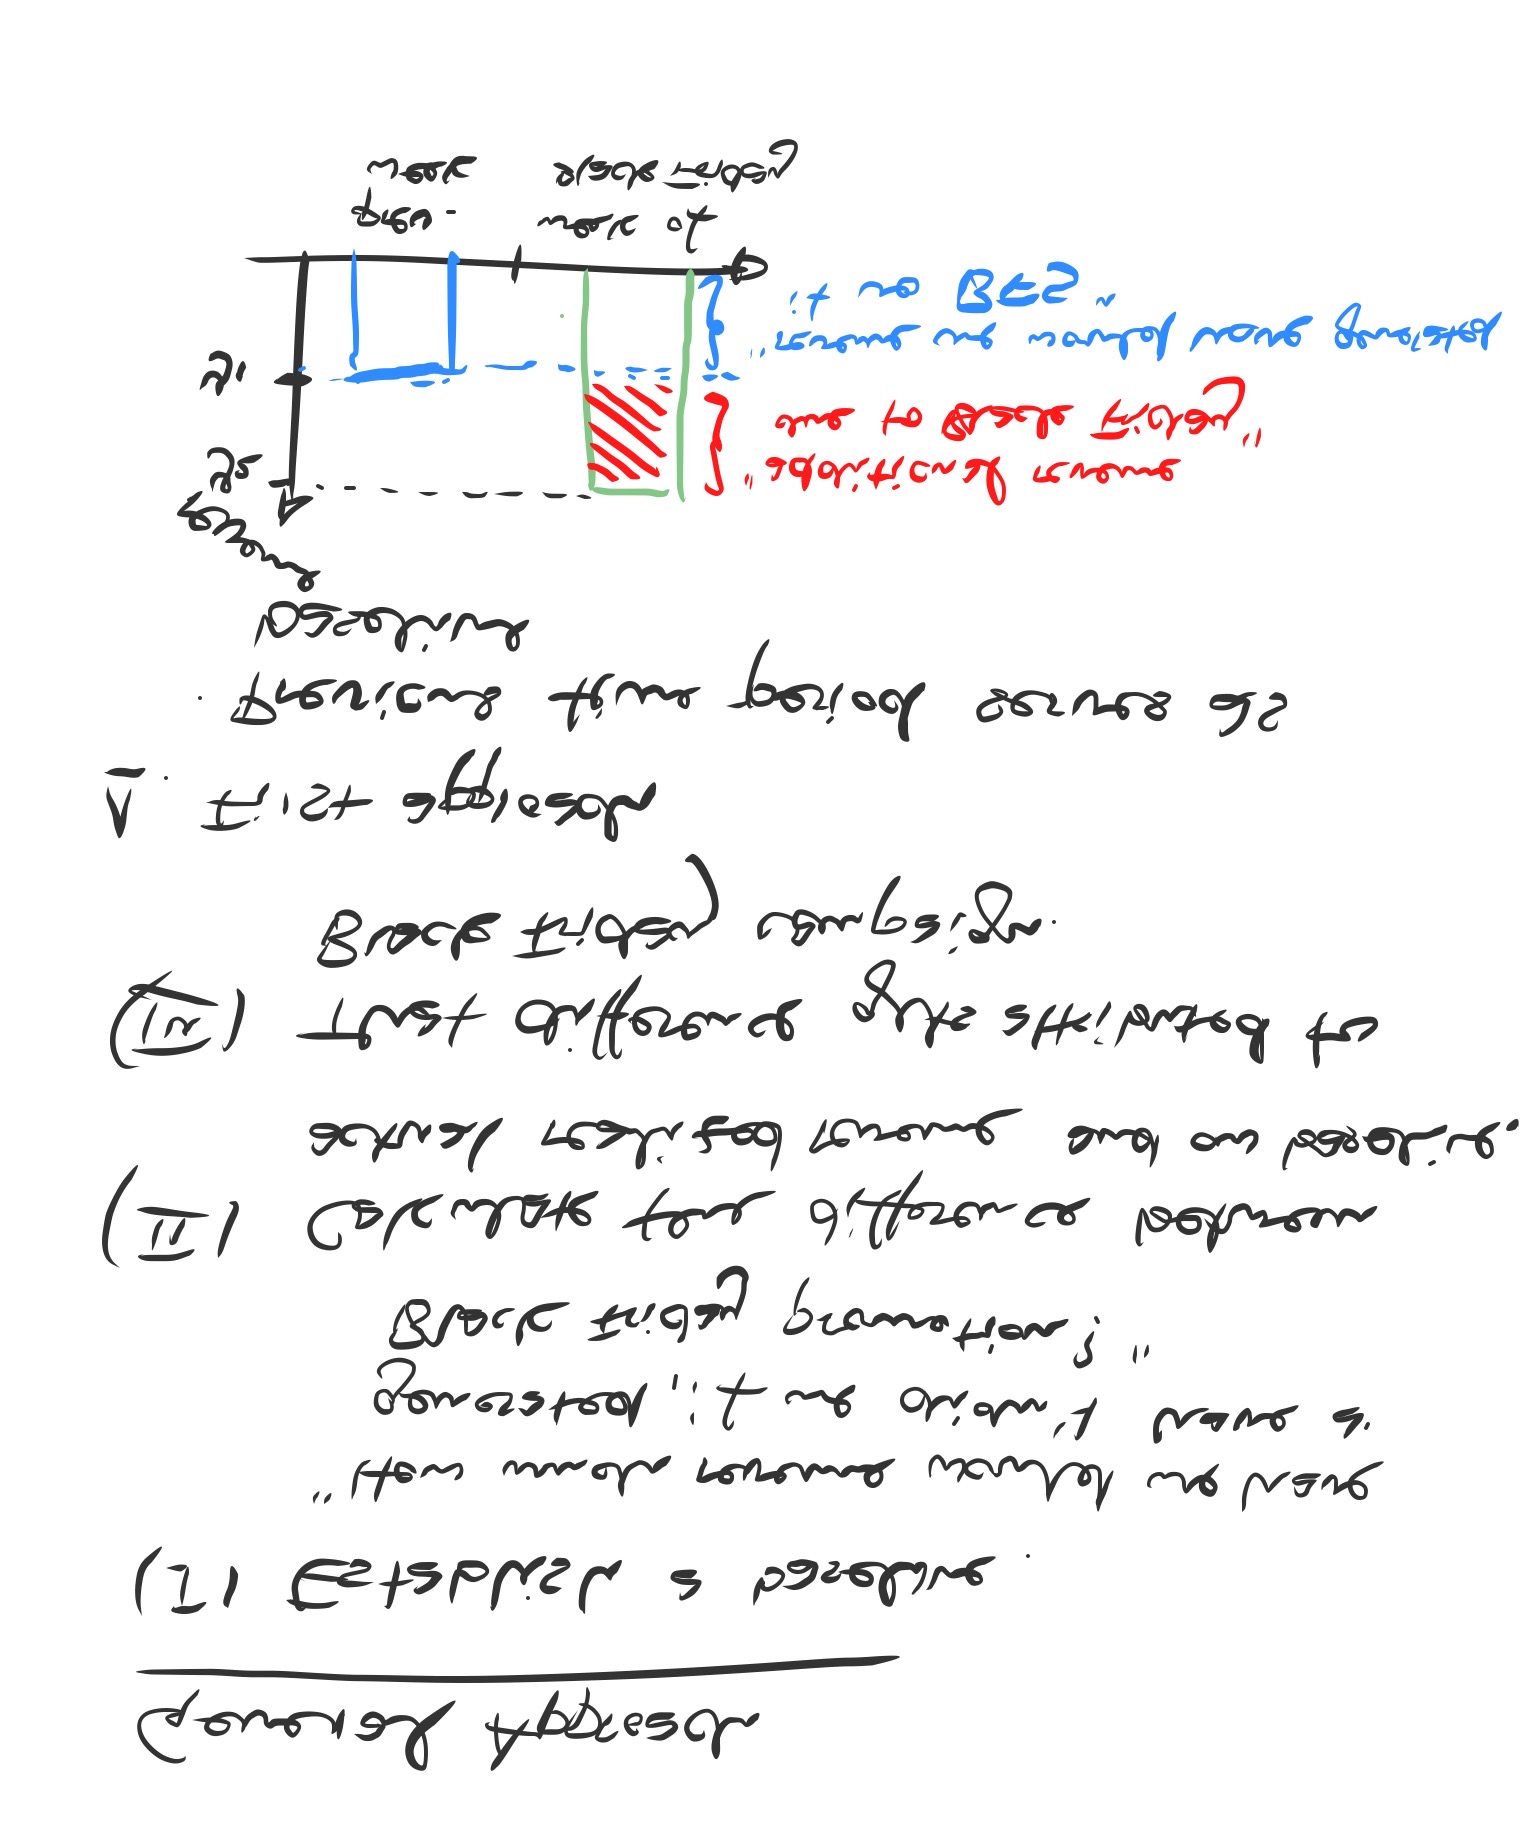 General Approach
(I) Establish a baseline.
"How much revenue would we have
generated, if we didn't have a
Black Friday promotion?"
(II) Calculate the difference between
actual realized revenue and our baseline.
(III) That difference gets attributed to
Black Friday campaign.
1. First approach
. Previous time period serves as
baseline
revenue
y2
"additional revenue
due to Black Friday"
y1
"revenue we would have generated
if no BFS"
prev.
week
week of
Black Friday